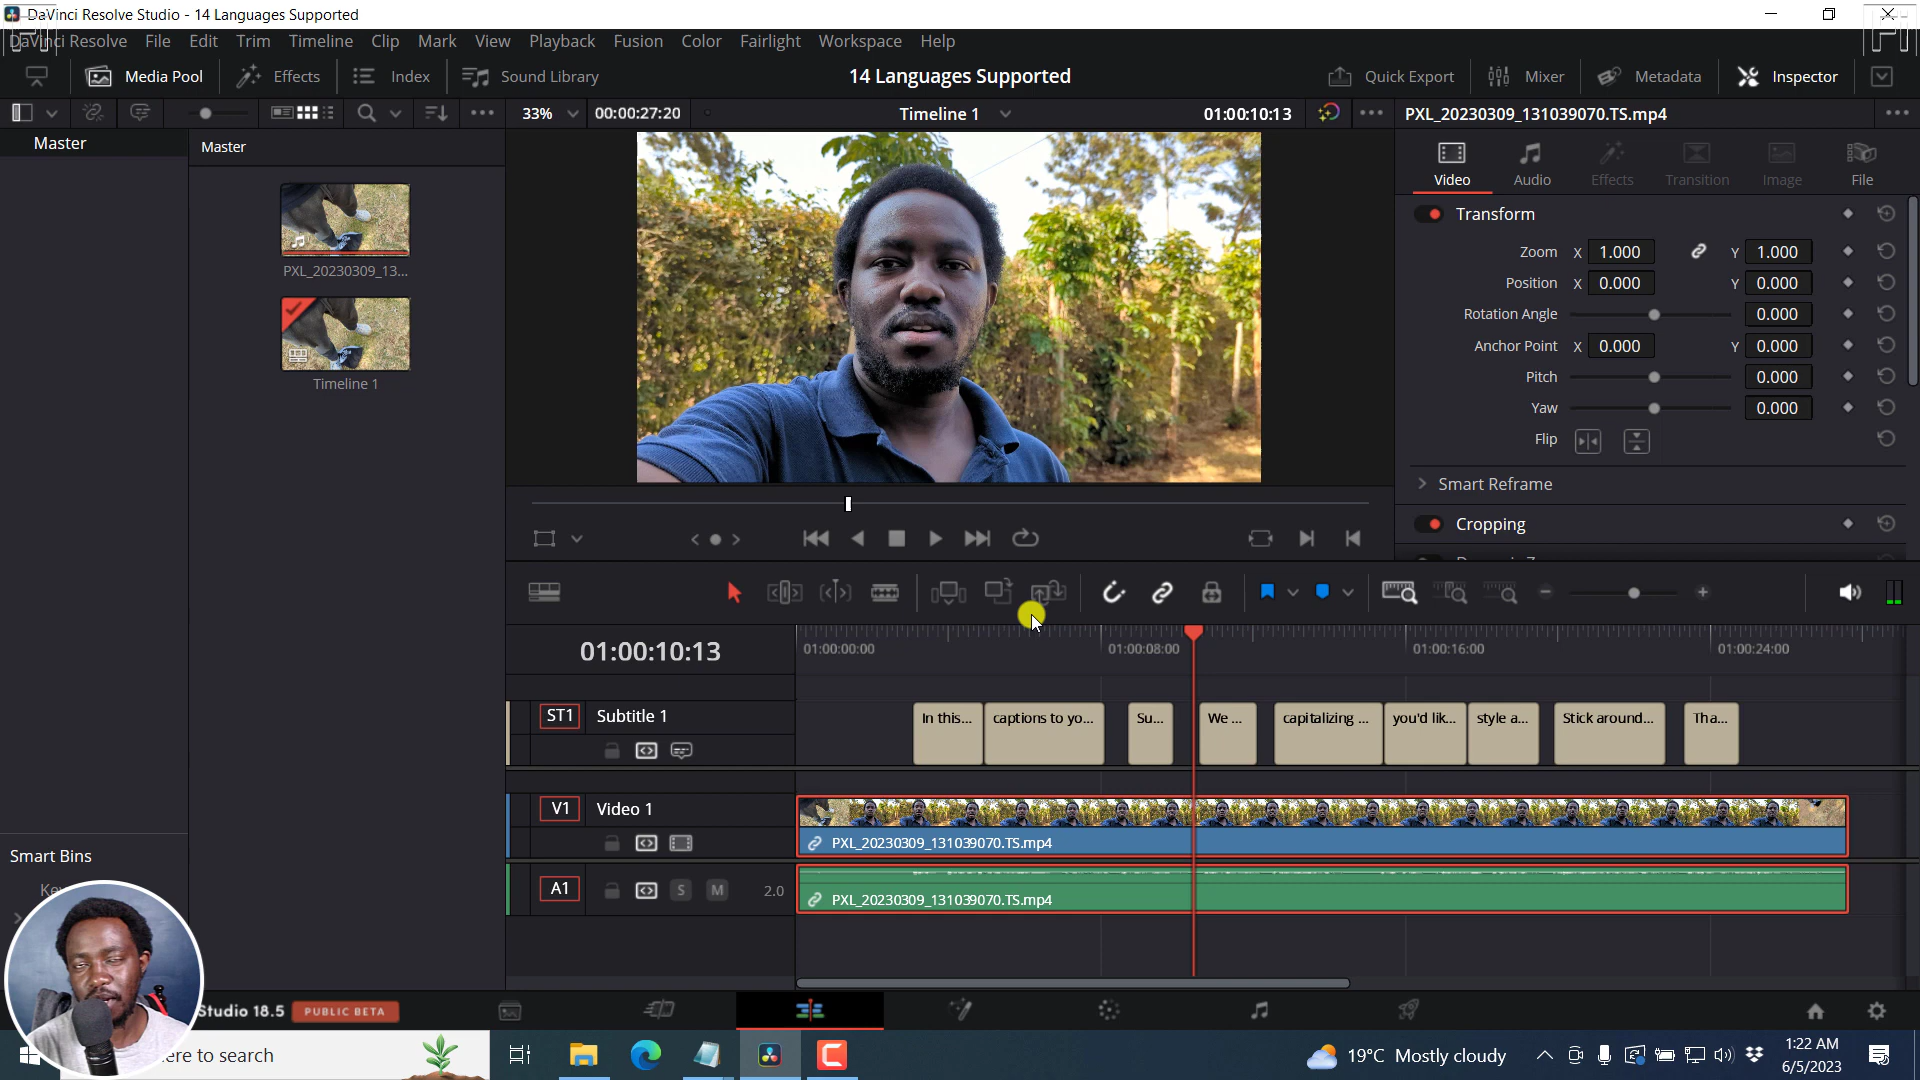 DaVinci Resolve Studio - 14 Languages Supported
DaVinci Resolve File Edit Trim Timeline Clip Mark View Playback Fusion Color Fairlight Workspace Help
Media Pool Effects Index Sound Library 14 Languages Supported Quick Export Mixer Metadata Inspector
33% 00:00:27:20 Timeline 1 01:00:10:13 PXL_20230309_131039070.TS.mp4
Master Master
Video Audio Effects Transition Image File
Transform
Zoom X 1.000 Y 1.000
Position X 0.000 Y 0.000
Rotation Angle 0.000
Anchor Point X 0.000 Y 0.000
Pitch 0.000
Yaw 0.000
Flip
Smart Reframe
Cropping
PXL_20230309_13...
Timeline 1
01:00:10:13 01:00:00:00 01:00:08:00 01:00:16:00 01:00:24:00
ST1 Subtitle 1 In this... captions to yo... Su... We ... capitalizing ... you'd lik... style a... Stick around... Tha...
V1 Video 1
PXL_20230309_131039070.TS.mp4
A1 S M 2.0
PXL_20230309_131039070.TS.mp4
Smart Bins
Studio 18.5 PUBLIC BETA
ere to search 19°C Mostly cloudy 1:22 AM
6/5/2023